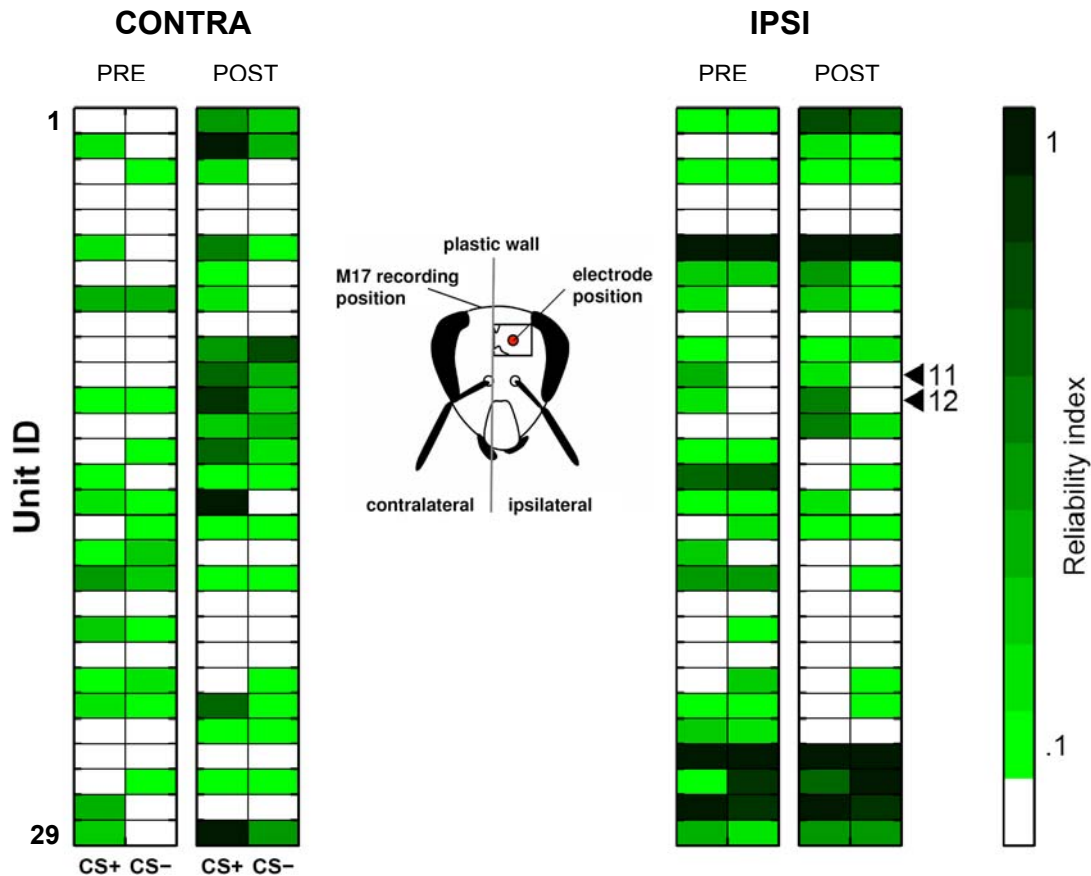 CONTRA
IPSI
PRE
POST
PRE
POST
1
29
Unit ID
CS+ CS−
CS+ CS−
plastic wall
M17 recording
position
electrode
position
contralateral
ipsilateral
11
12
1
.1
Reliability index